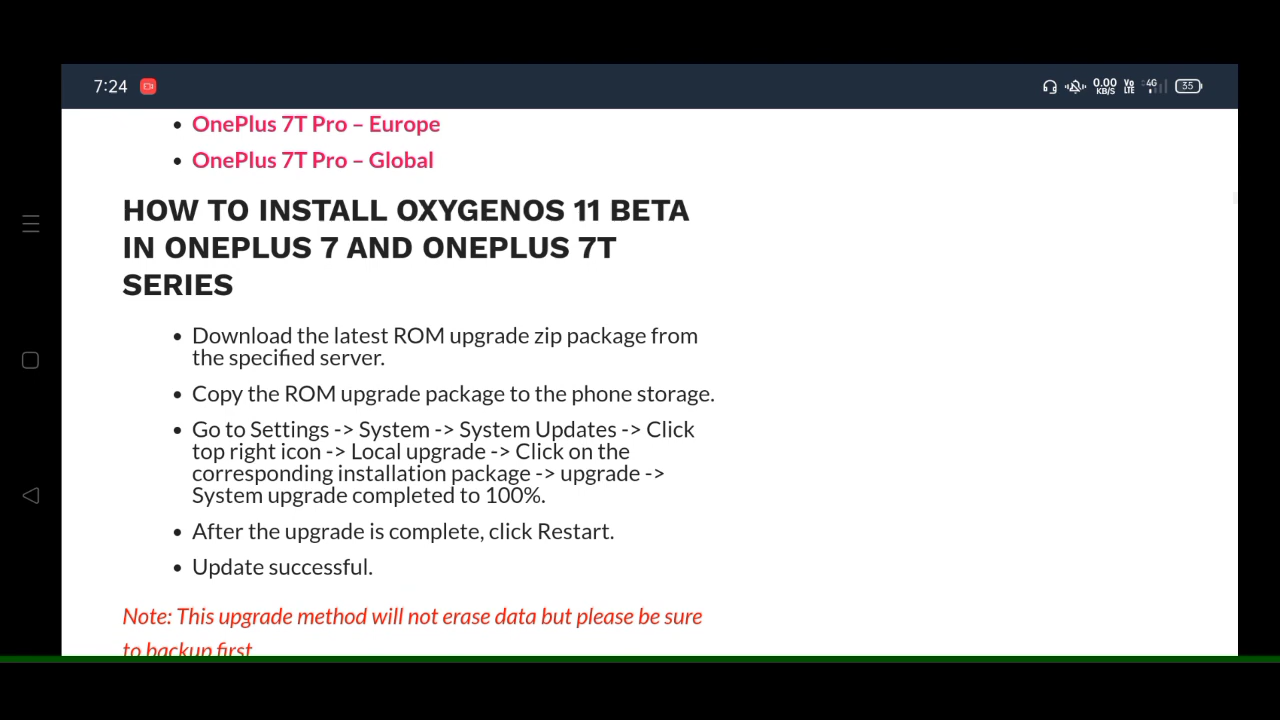 7:24
0.00
KB/S
Vo
LTE
4G
35
• OnePlus 7T Pro – Europe
• OnePlus 7T Pro – Global
HOW TO INSTALL OXYGENOS 11 BETA
IN ONEPLUS 7 AND ONEPLUS 7T
SERIES
• Download the latest ROM upgrade zip package from
the specified server.
• Copy the ROM upgrade package to the phone storage.
• Go to Settings -> System -> System Updates -> Click
top right icon -> Local upgrade -> Click on the
corresponding installation package -> upgrade ->
System upgrade completed to 100%.
• After the upgrade is complete, click Restart.
• Update successful.
Note: This upgrade method will not erase data but please be sure
to backup first